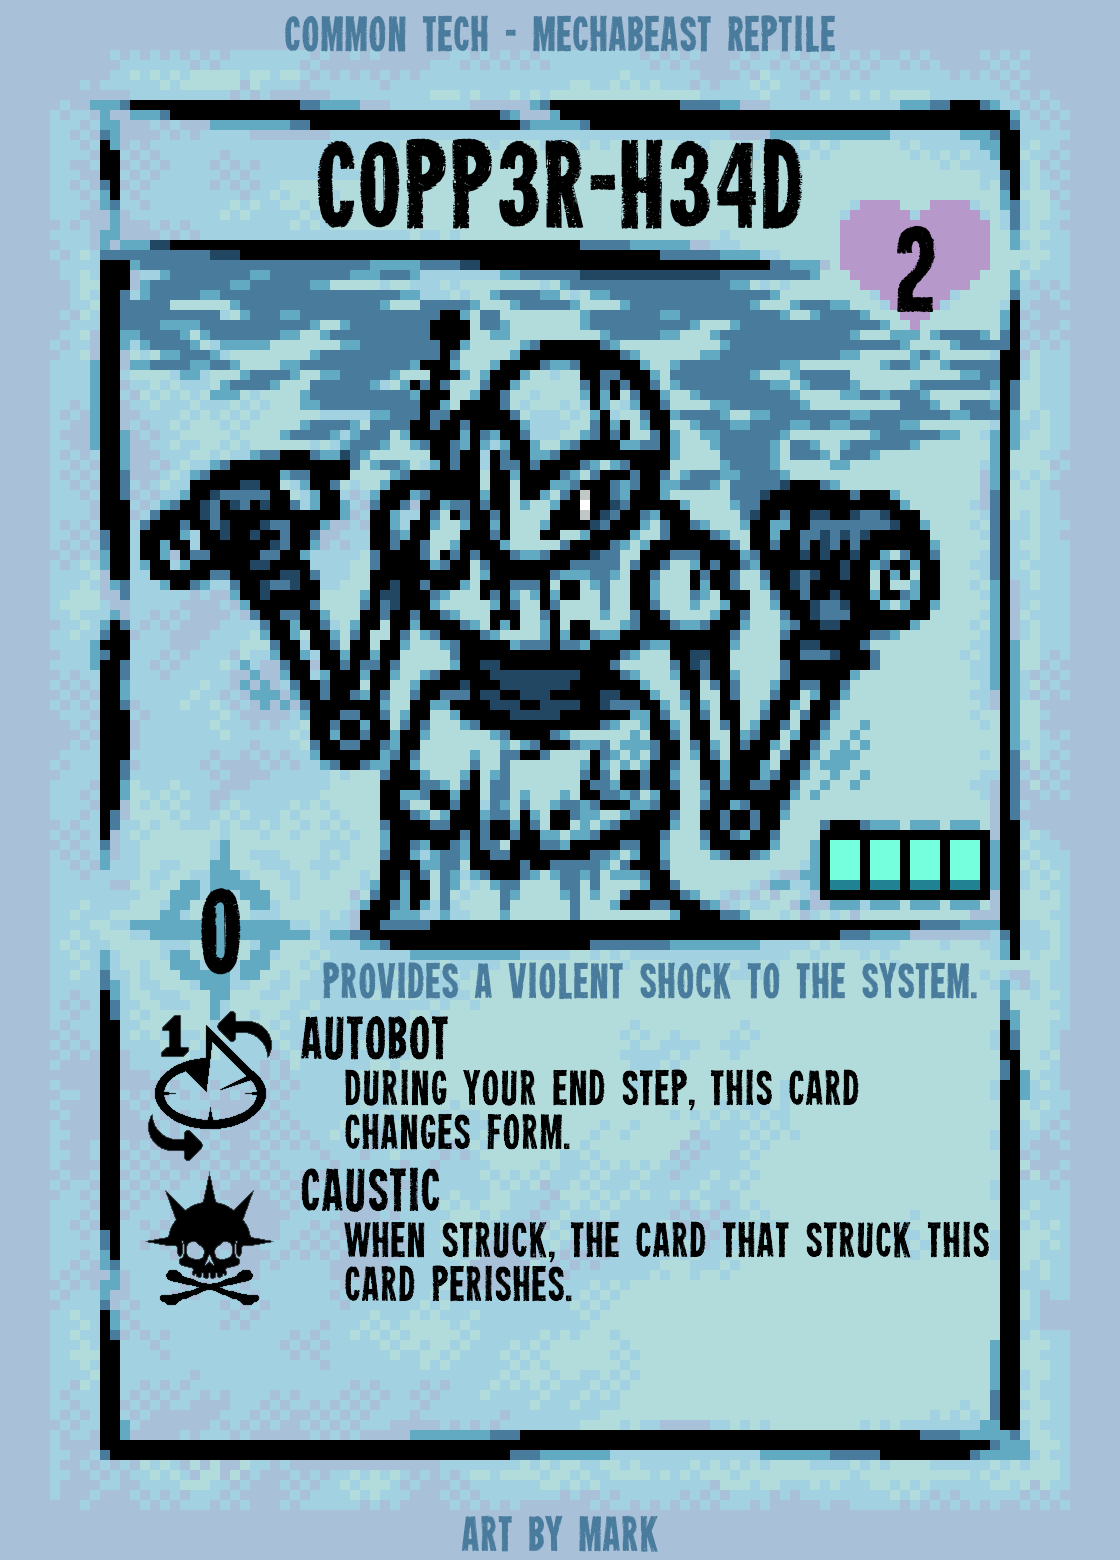 COMMON TECH - MECHABEAST REPTILE
C0PP3R-H34D
2
0
PROVIDES A VIOLENT SHOCK TO THE SYSTEM.
1
AUTOBOT
DURING YOUR END STEP, THIS CARD
CHANGES FORM.
CAUSTIC
WHEN STRUCK, THE CARD THAT STRUCK THIS
CARD PERISHES.
ART BY MARK